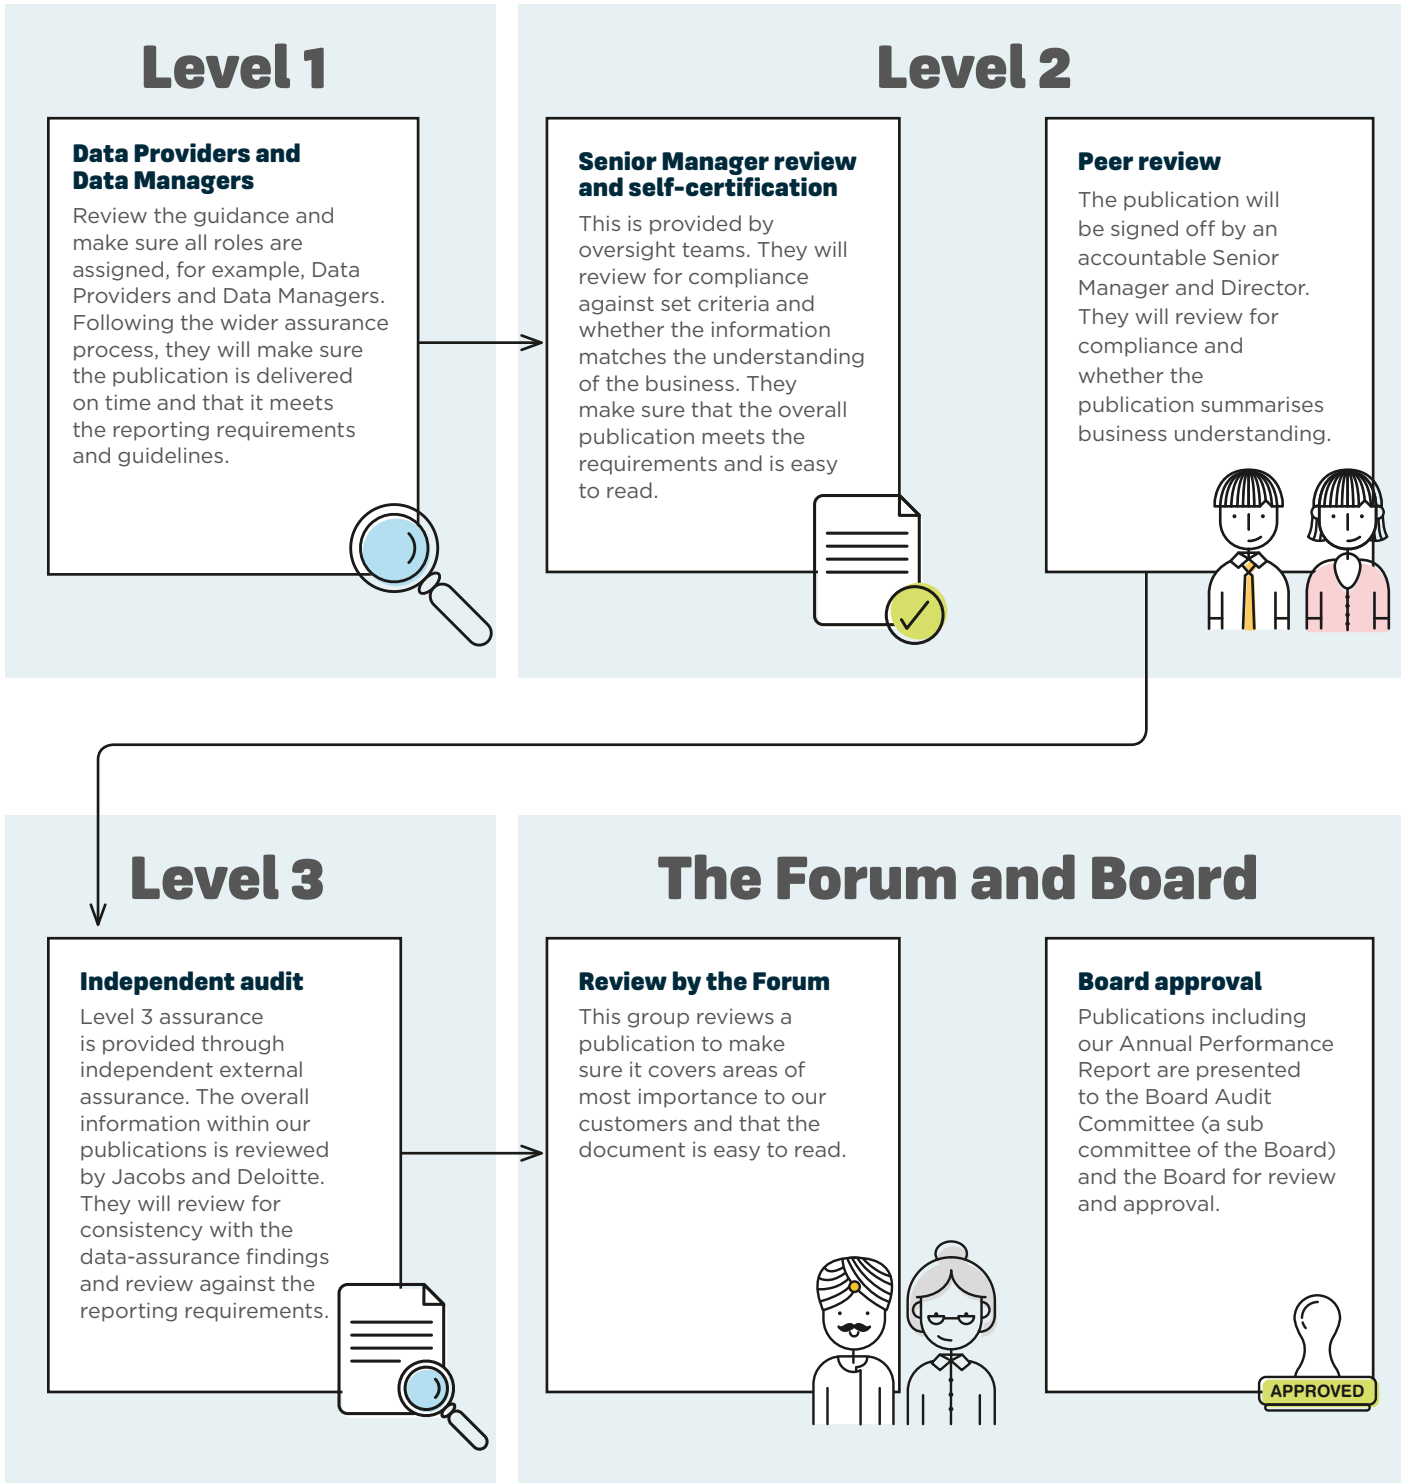 Level 1
Data Providers and
Data Managers
Review the guidance and
make sure all roles are
assigned, for example, Data
Providers and Data Managers.
Following the wider assurance
process, they will make sure
the publication is delivered
on time and that it meets
the reporting requirements
and guidelines.
Level 2
Senior Manager review
and self-certification
This is provided by
oversight teams. They will
review for compliance
against set criteria and
whether the information
matches the understanding
of the business. They
make sure that the overall
publication meets the
requirements and is easy
to read.
Peer review
The publication will
be signed off by an
accountable Senior
Manager and Director.
They will review for
compliance and
whether the
publication summarises
business understanding.
Level 3
Independent audit
Level 3 assurance
is provided through
independent external
assurance. The overall
information within our
publications is reviewed
by Jacobs and Deloitte.
They will review for
consistency with the
data-assurance findings
and review against the
reporting requirements.
The Forum and Board
Review by the Forum
This group reviews a
publication to make
sure it covers areas of
most importance to our
customers and that the
document is easy to read.
Board approval
Publications including
our Annual Performance
Report are presented
to the Board Audit
Committee (a sub
committee of the Board)
and the Board for review
and approval.
APPROVED